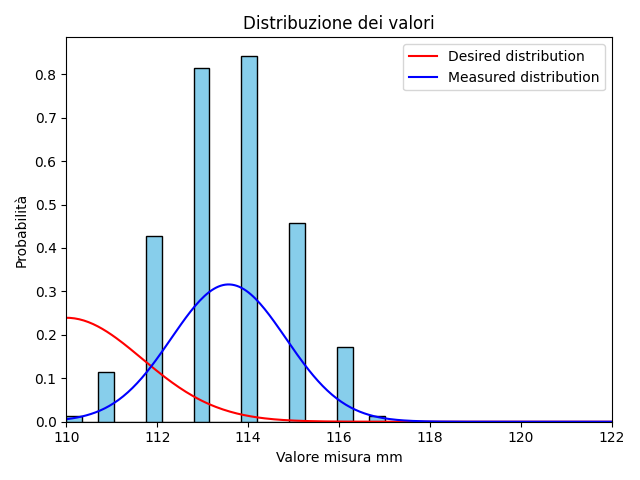 Distribuzione dei valori
Desired distribution
Measured distribution
Probabilità
0.8
0.7
0.6
0.5
0.4
0.3
0.2
0.1
0.0
110 112 114 116 118 120 122
Valore misura mm